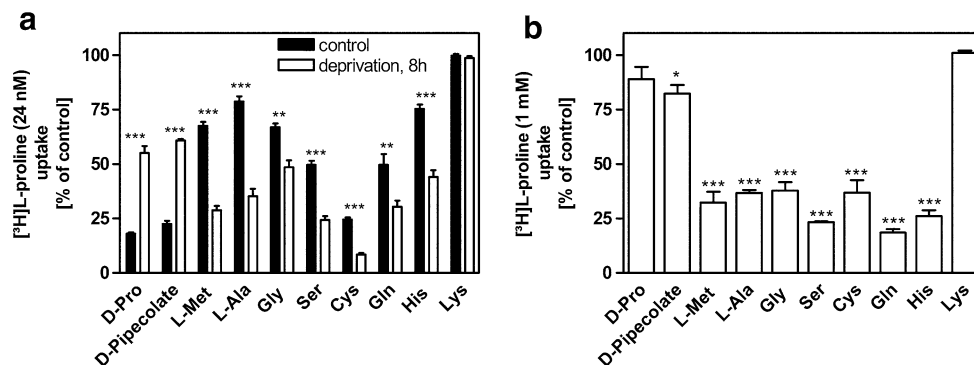 a
control
deprivation, 8h
[³H]L-proline (24 nM)
uptake
[% of control]
100
75
50
25
0
***
***
***
***
**
***
***
**
***
D-Pro
D-Pipecolate
L-Met
L-Ala
Gly
Ser
Cys
Gln
His
Lys
b
[³H]L-proline (1 mM)
uptake
[% of control]
100
75
50
25
0
*
***
***
***
***
***
***
***
D-Pro
D-Pipecolate
L-Met
L-Ala
Gly
Ser
Cys
Gln
His
Lys